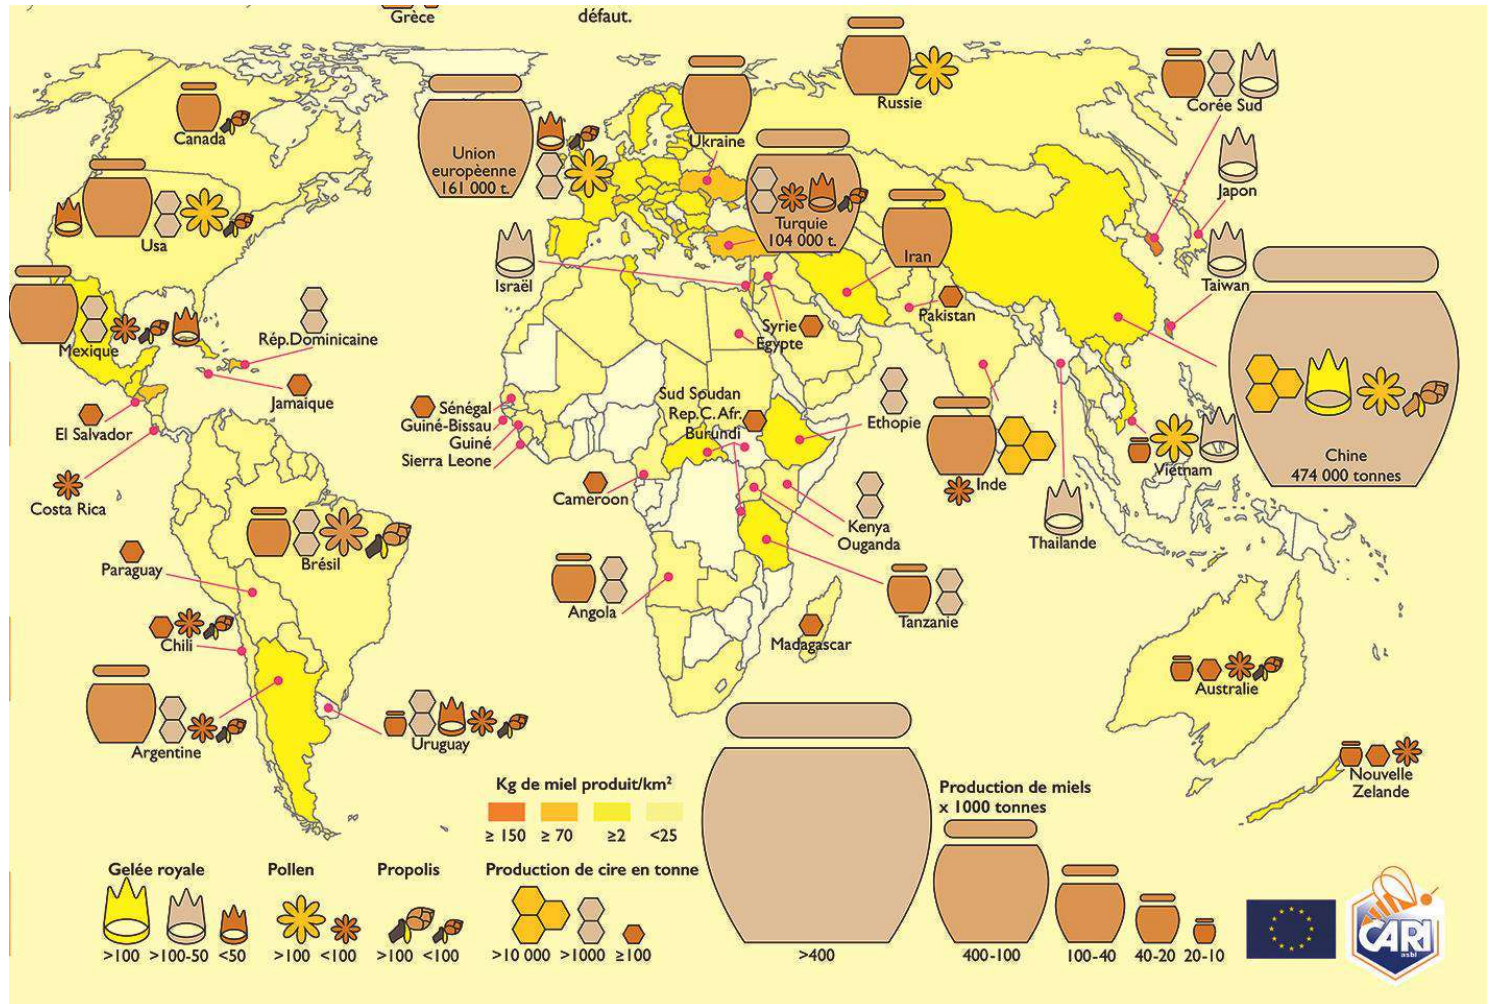 Grèce
défaut.
Canada
Union
europèenne
161 000 t.
Ukraine
Russie
Corée Sud
Japon
Usa
Turquie
104 000 t.
Israël
Iran
Taiwan
Pakistan
Mexique
Rép.Dominicaine
Syrie
Egypte
Chine
474 000 tonnes
Jamaique
El Salvador
Sénégal
Guiné-Bissau
Guiné
Sierra Leone
Sud Soudan
Rep.C.Afr.
Burundi
Ethopie
Inde
Viétnam
Costa Rica
Cameroon
Kenya
Ouganda
Thailande
Brésil
Paraguay
Angola
Tanzanie
Chili
Madagascar
Australie
Argentine
Uruguay
Nouvelle
Zelande
Kg de miel produit/km²
≥ 150 ≥ 70 ≥2 <25
Production de miels
x 1000 tonnes
Gelée royale Pollen Propolis Production de cire en tonne
>100 >100-50 <50 >100 <100 >100 <100 >10 000 >1000 ≥100 >400 400-100 100-40 40-20 20-10
CARI
asbl